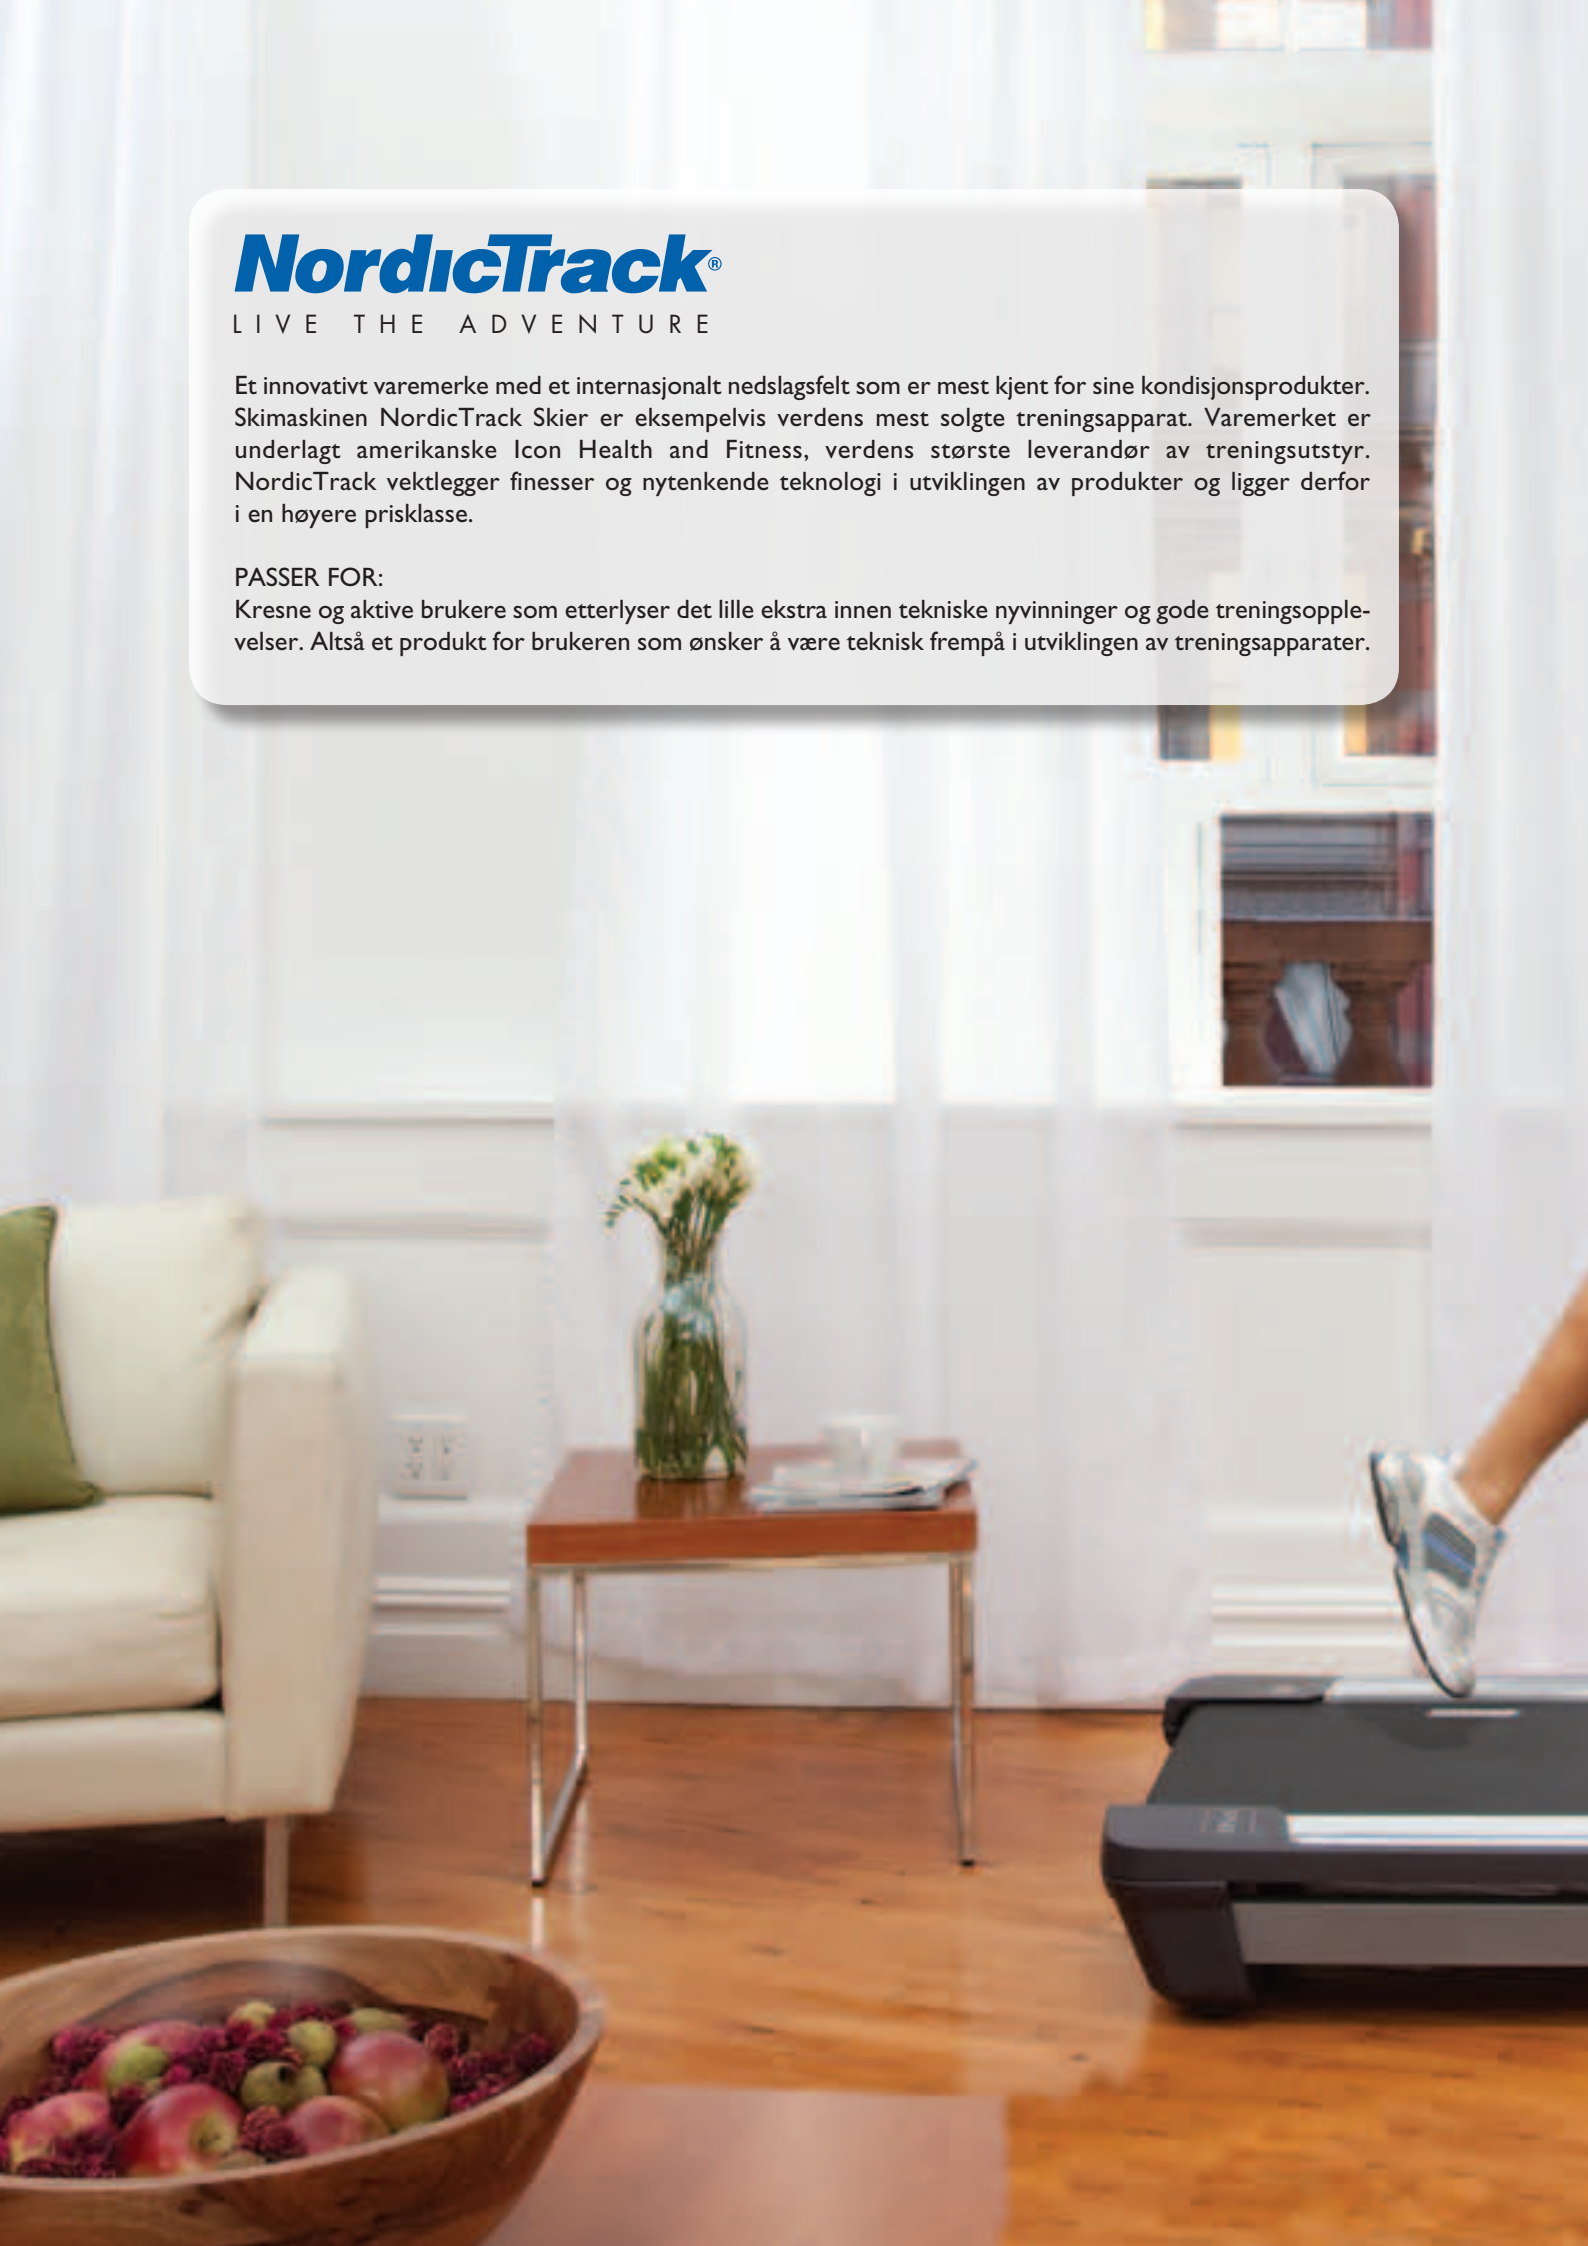 NordicTrack®
LIVE THE ADVENTURE
Et innovativt varemerke med et internasjonalt nedslagsfelt som er mest kjent for sine kondisjonsprodukter.
Skimaskinen NordicTrack Skier er eksempelvis verdens mest solgte treningsapparat. Varemerket er
underlagt amerikanske Icon Health and Fitness, verdens største leverandør av treningsutstyr.
NordicTrack vektlegger finesser og nytenkende teknologi i utviklingen av produkter og ligger derfor
i en høyere prisklasse.
PASSER FOR:
Kresne og aktive brukere som etterlyser det lille ekstra innen tekniske nyvinninger og gode treningsopple-
velser. Altså et produkt for brukeren som ønsker å være teknisk frempå i utviklingen av treningsapparater.